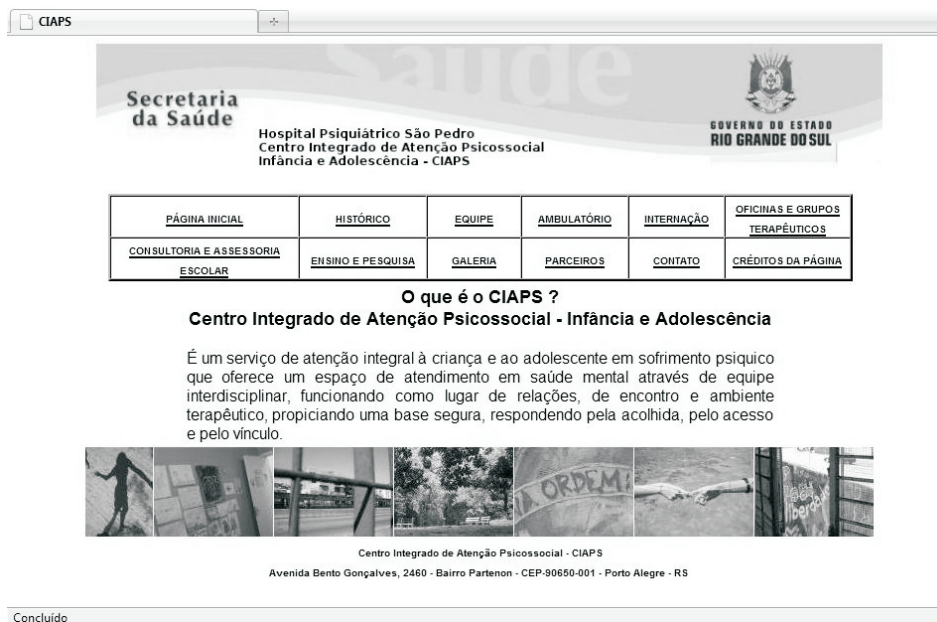 CIAPS
Saúde
Secretaria
da Saúde
Hospital Psiquiátrico São Pedro
Centro Integrado de Atenção Psicossocial
Infância e Adolescência - CIAPS
GOVERNO DO ESTADO
RIO GRANDE DO SUL
PÁGINA INICIAL
HISTÓRICO
EQUIPE
AMBULATÓRIO
INTERNAÇÃO
OFICINAS E GRUPOS
TERAPÊUTICOS
CONSULTORIA E ASSESSORIA
ESCOLAR
ENSINO E PESQUISA
GALERIA
PARCEIROS
CONTATO
CRÉDITOS DA PÁGINA
O que é o CIAPS ?
Centro Integrado de Atenção Psicossocial - Infância e Adolescência
É um serviço de atenção integral à criança e ao adolescente em sofrimento psiquico
que oferece um espaço de atendimento em saúde mental através de equipe
interdisciplinar, funcionando como lugar de relações, de encontro e ambiente
terapêutico, propiciando uma base segura, respondendo pela acolhida, pelo acesso
e pelo vínculo.
A ORDEM
liberdade
Centro Integrado de Atenção Psicossocial - CIAPS
Avenida Bento Gonçalves, 2460 - Bairro Partenon - CEP-90650-001 - Porto Alegre - RS
Concluído